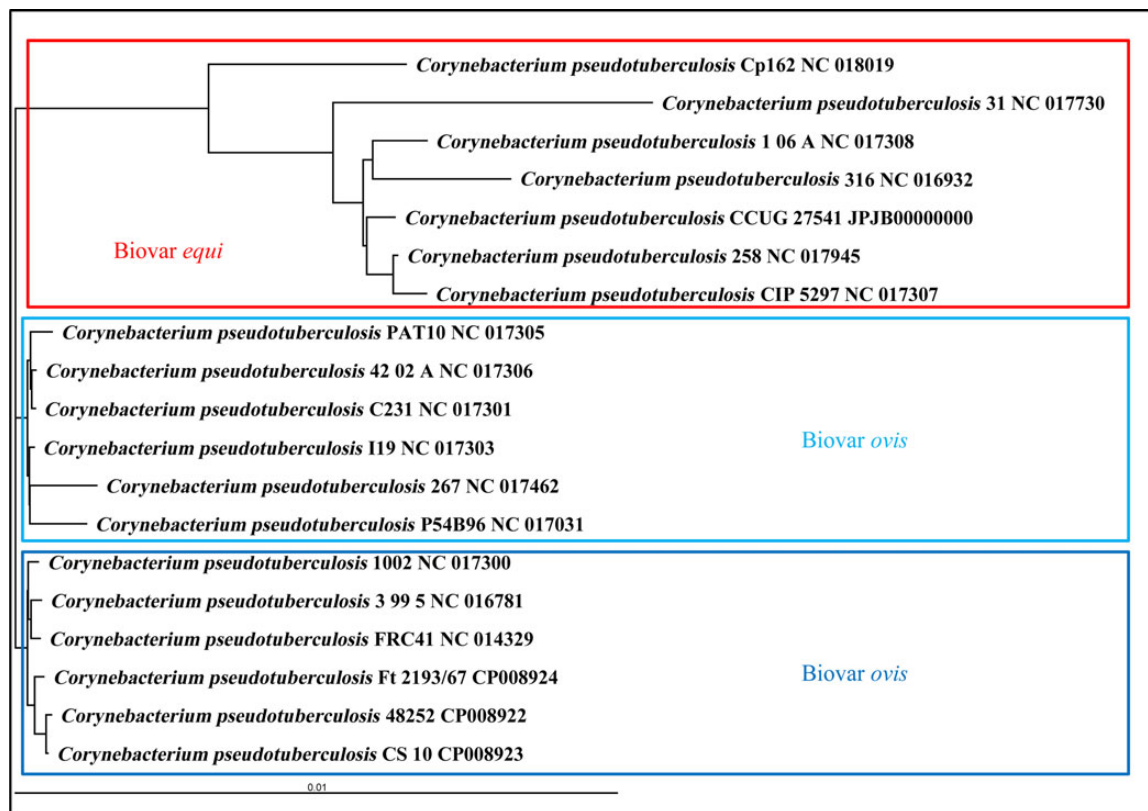 Corynebacterium pseudotuberculosis Cp162 NC 018019
Corynebacterium pseudotuberculosis 31 NC 017730
Corynebacterium pseudotuberculosis 1 06 A NC 017308
Corynebacterium pseudotuberculosis 316 NC 016932
Corynebacterium pseudotuberculosis CCUG 27541 JPJB00000000
Biovar equi
Corynebacterium pseudotuberculosis 258 NC 017945
Corynebacterium pseudotuberculosis CIP 5297 NC 017307
Corynebacterium pseudotuberculosis PAT10 NC 017305
Corynebacterium pseudotuberculosis 42 02 A NC 017306
Corynebacterium pseudotuberculosis C231 NC 017301
Corynebacterium pseudotuberculosis I19 NC 017303
Biovar ovis
Corynebacterium pseudotuberculosis 267 NC 017462
Corynebacterium pseudotuberculosis P54B96 NC 017031
Corynebacterium pseudotuberculosis 1002 NC 017300
Corynebacterium pseudotuberculosis 3 99 5 NC 016781
Corynebacterium pseudotuberculosis FRC41 NC 014329
Biovar ovis
Corynebacterium pseudotuberculosis Ft 2193/67 CP008924
Corynebacterium pseudotuberculosis 48252 CP008922
Corynebacterium pseudotuberculosis CS 10 CP008923
0.01